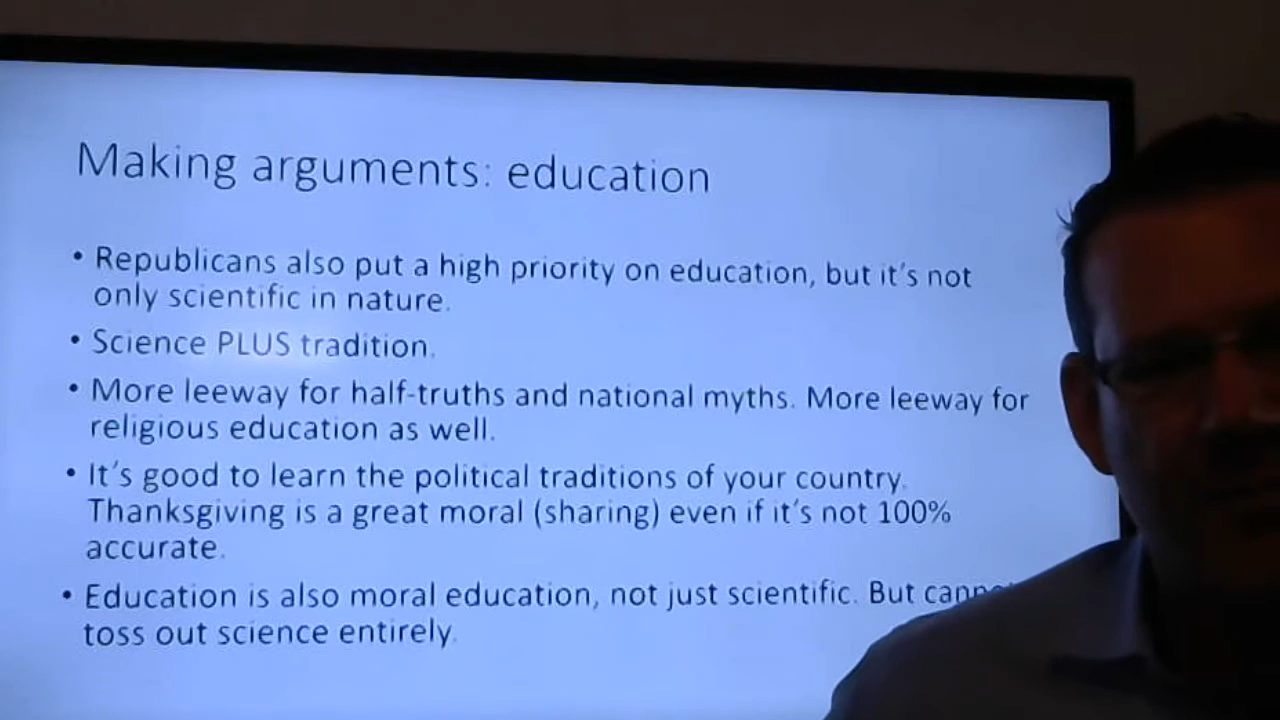 Making arguments: education
• Republicans also put a high priority on education, but it's not
only scientific in nature.
• Science PLUS tradition.
• More leeway for half-truths and national myths. More leeway for
religious education as well.
• It's good to learn the political traditions of your country.
Thanksgiving is a great moral (sharing) even if it's not 100%
accurate.
• Education is also moral education, not just scientific. But
toss out science entirely.